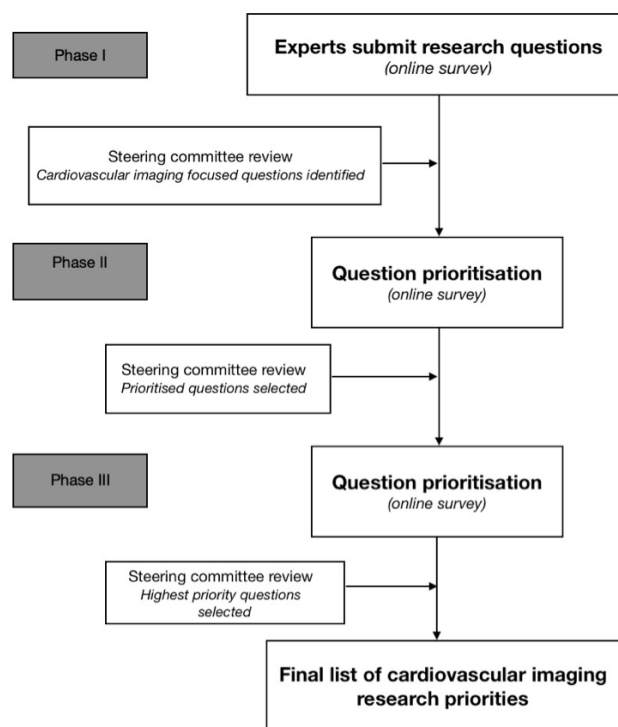 Phase I
Experts submit research questions
(online survey)
Steering committee review
Cardiovascular imaging focused questions identified
Phase II
Question prioritisation
(online survey)
Steering committee review
Prioritised questions selected
Phase III
Question prioritisation
(online survey)
Steering committee review
Highest priority questions
selected
Final list of cardiovascular imaging
research priorities